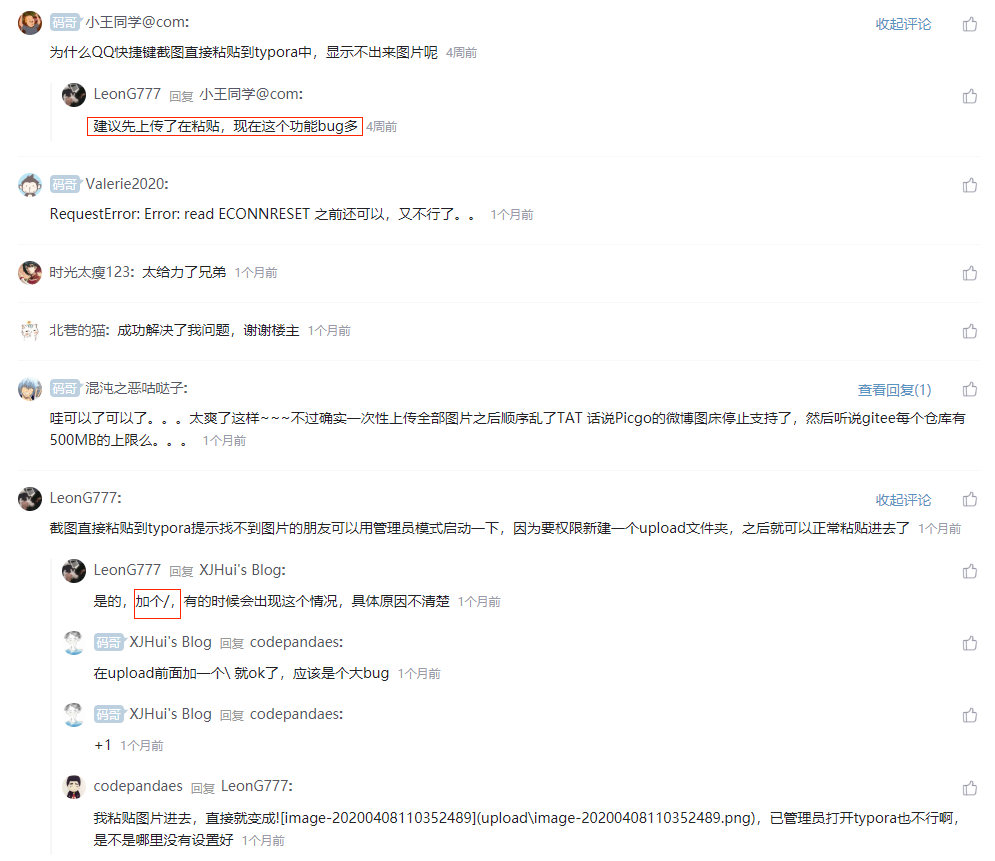 码哥 小王同学@com:
收起评论
为什么QQ快捷键截图直接粘贴到typora中，显示不出来图片呢 4周前
LeonG777 回复 小王同学@com:
建议先上传了在粘贴，现在这个功能bug多 4周前
码哥 Valerie2020:
RequestError: Error: read ECONNRESET 之前还可以，又不行了。。 1个月前
时光太瘦123: 太给力了兄弟 1个月前
北巷的猫: 成功解决了我问题，谢谢楼主 1个月前
码哥 混沌之恶咕哒子:
查看回复(1)
哇可以了可以了。。。太爽了这样~~~不过确实一次性上传全部图片之后顺序乱了TAT 话说Picgo的微博图床停止支持了，然后听说gitee每个仓库有
500MB的上限么。。。 1个月前
LeonG777:
收起评论
截图直接粘贴到typora提示找不到图片的朋友可以用管理员模式启动一下，因为要权限新建一个upload文件夹，之后就可以正常粘贴进去了 1个月前
LeonG777 回复 XJHui's Blog:
是的，加个/，有的时候会出现这个情况，具体原因不清楚 1个月前
码哥 XJHui's Blog 回复 codepandaes:
在upload前面加一个\ 就ok了，应该是个大bug 1个月前
码哥 XJHui's Blog 回复 codepandaes:
+1 1个月前
codepandaes 回复 LeonG777:
我粘贴图片进去，直接就变成![image-20200408110352489](upload\image-20200408110352489.png)，已管理员打开typora也不行啊，
是不是哪里没有设置好 1个月前